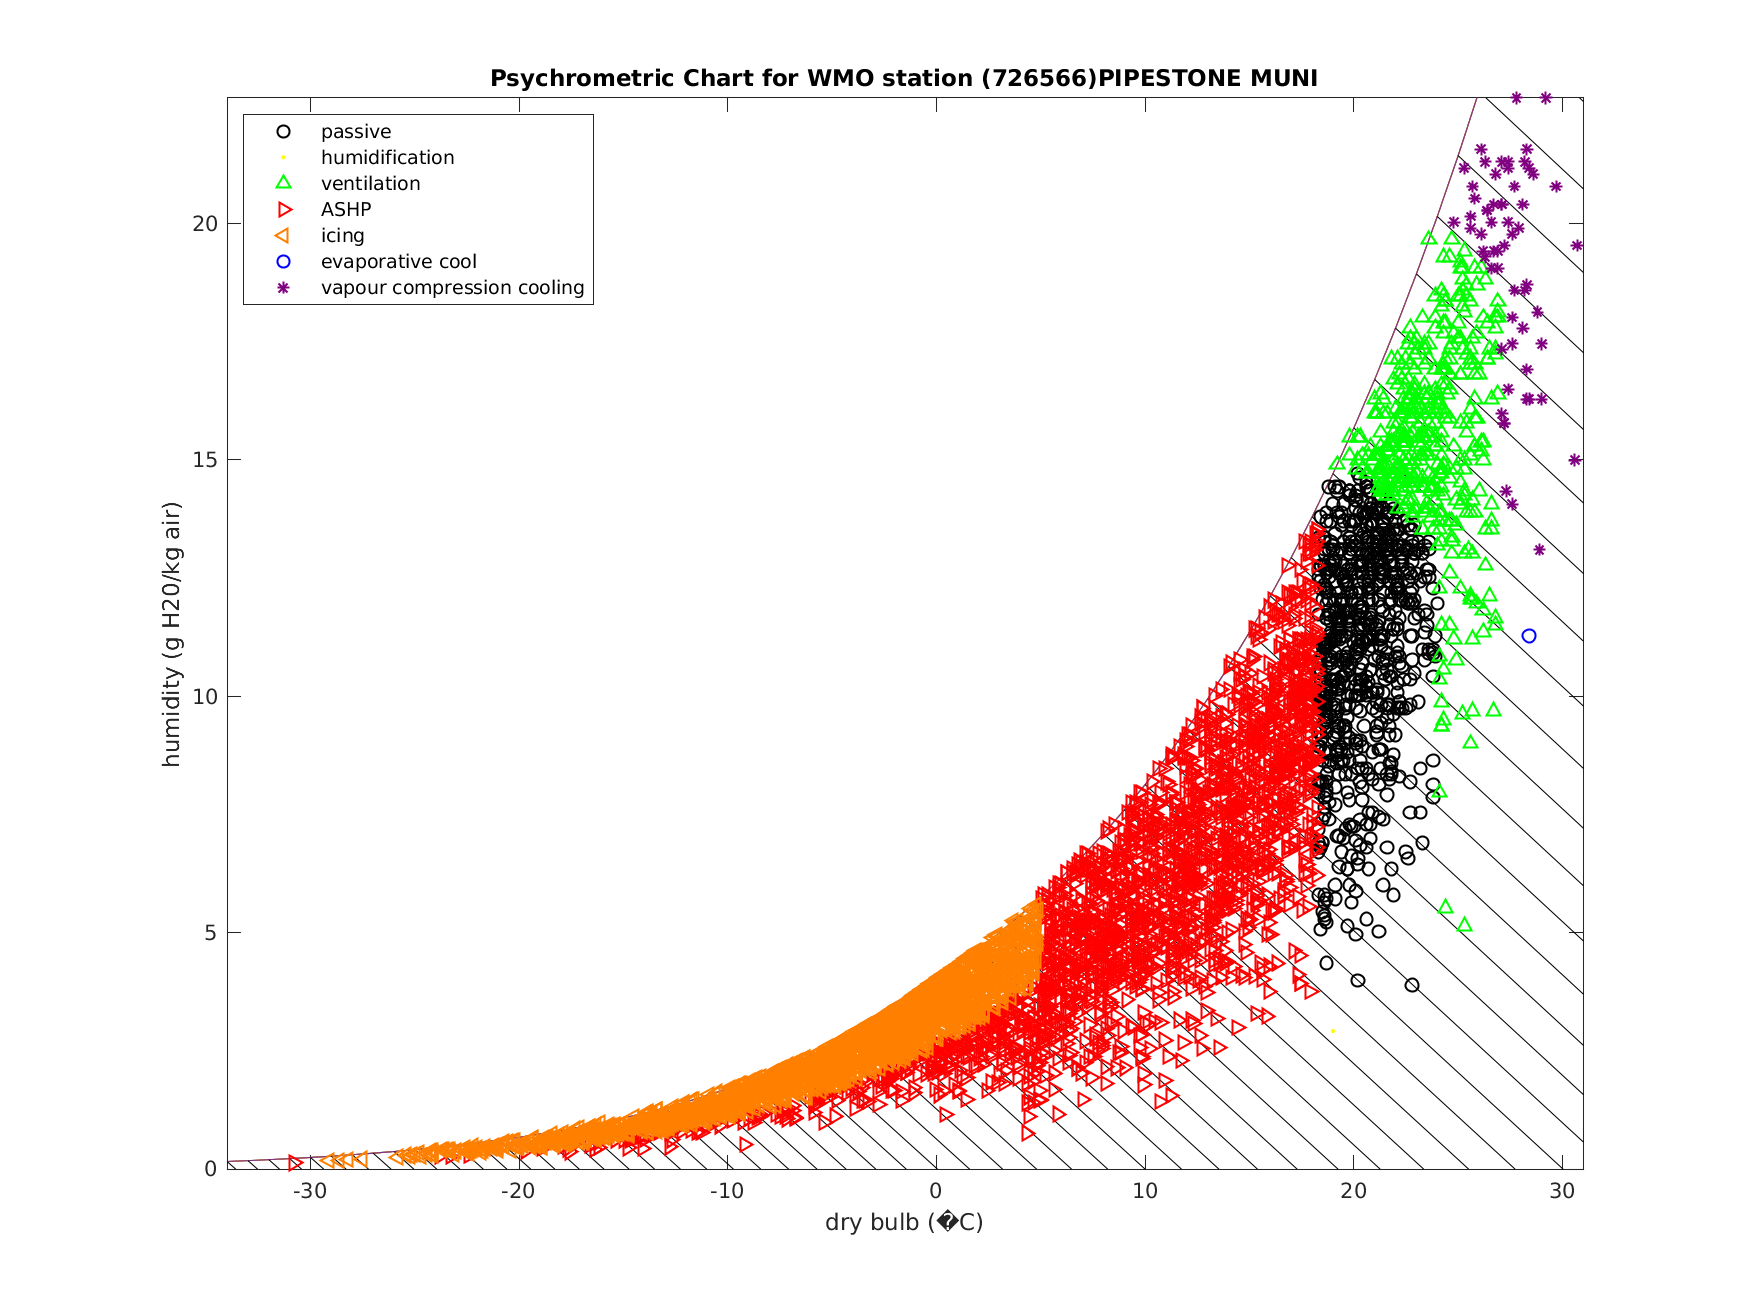 Psychrometric Chart for WMO station (726566)PIPESTONE MUNI
passive
humidification
ventilation
ASHP
icing
evaporative cool
vapour compression cooling
20
15
10
5
0
humidity (g H20/kg air)
-30 -20 -10 0 10 20 30
dry bulb (�C)